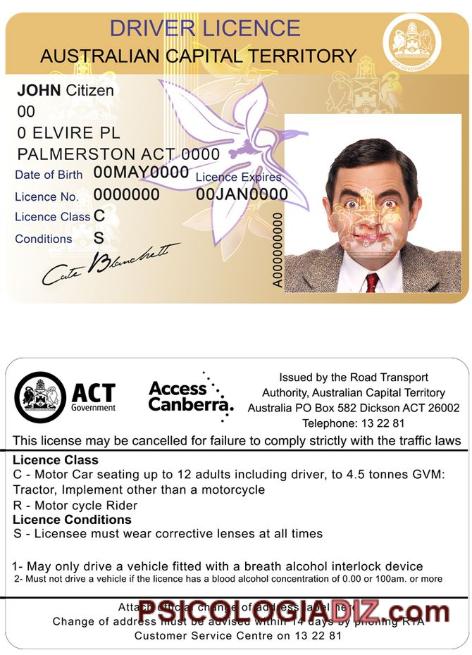 DRIVER LICENCE
AUSTRALIAN CAPITAL TERRITORY
JOHN Citizen
00
0 ELVIRE PL
PALMERSTON ACT 0000
Date of Birth 00MAY0000 Licence Expires
Licence No. 0000000 00JAN0000
Licence Class C
Conditions S
Cate Blanchett
A000000000
ACT
Government
Access
Canberra.
Issued by the Road Transport
Authority, Australian Capital Territory
Australia PO Box 582 Dickson ACT 26002
Telephone: 13 22 81
This license may be cancelled for failure to comply strictly with the traffic laws
Licence Class
C - Motor Car seating up to 12 adults including driver, to 4.5 tonnes GVM:
Tractor, Implement other than a motorcycle
R - Motor cycle Rider
Licence Conditions
S - Licensee must wear corrective lenses at all times
1- May only drive a vehicle fitted with a breath alcohol interlock device
2- Must not drive a vehicle if the licence has a blood alcohol concentration of 0.00 or 100am. or more
Attach official change of address label here
PSICOLOGIADIZ.com
Change of address must be advised within 14 days by phoning RTA
Customer Service Centre on 13 22 81